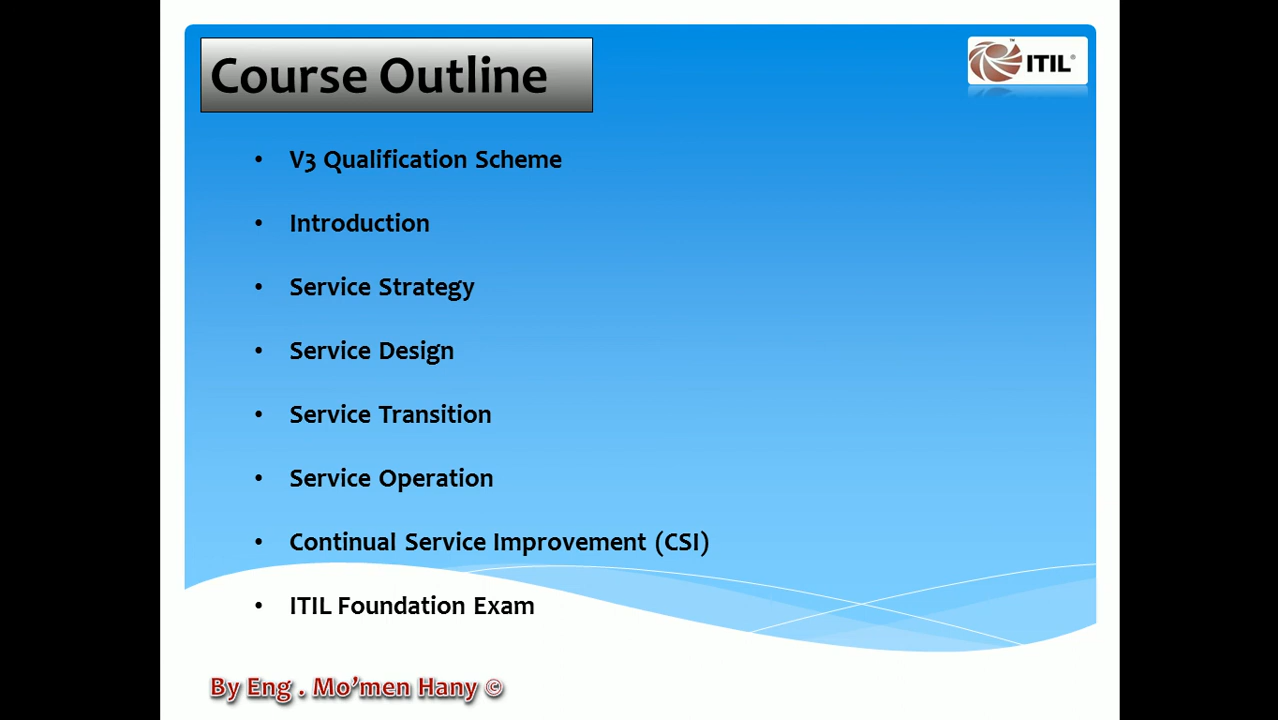 Course Outline
ITIL®
™
• V3 Qualification Scheme
• Introduction
• Service Strategy
• Service Design
• Service Transition
• Service Operation
• Continual Service Improvement (CSI)
• ITIL Foundation Exam
By Eng . Mo’men Hany ©